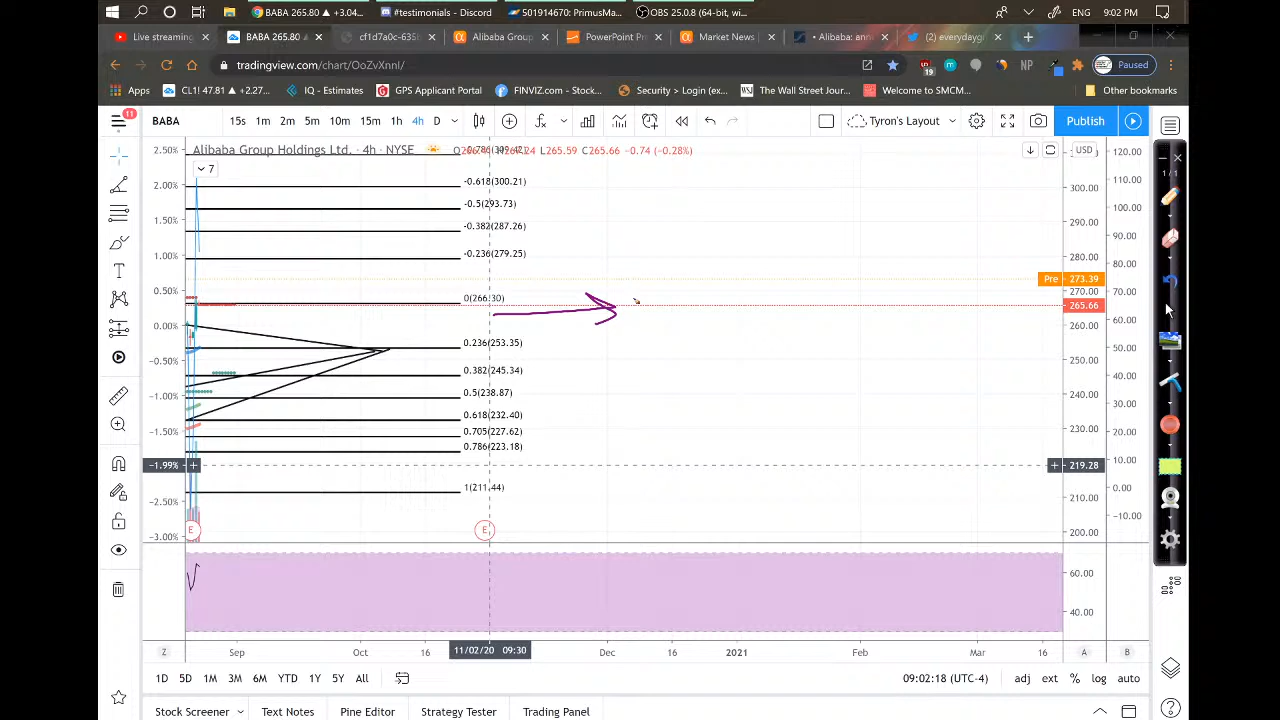 BABA 265.80 ▲ +3.04...
#testimonials - Discord
501914670: PrimusMa...
OBS 25.0.8 (64-bit, wi...
ENG
9:02 PM
Live streaming
BABA 265.80
cf1d7a0c-635b
Alibaba Group
PowerPoint Pr
Market News
• Alibaba: ann
(2) everydayg
tradingview.com/chart/OoZvXnnI/
19
NP
Paused
Apps
CL1! 47.81 ▲ +2.27...
IQ - Estimates
GPS Applicant Portal
FINVIZ.com - Stock...
Security > Login (ex...
The Wall Street Jour...
Welcome to SMCM...
Other bookmarks
11
BABA
15s 1m 2m 5m 10m 15m 1h 4h D
Tyron's Layout
Publish
Alibaba Group Holdings Ltd. · 4h · NYSE
L265.59 C265.66 −0.74 (−0.28%)
USD
7
1 / 1
2.50%
2.00%
1.50%
1.00%
0.50%
0.00%
−0.50%
−1.00%
−1.50%
−1.99%
−2.50%
−3.00%
-0.618(300.21)
-0.5(293.73)
-0.382(287.26)
-0.236(279.25)
0(266.30)
0.236(253.35)
0.382(245.34)
0.5(238.87)
0.618(232.40)
0.705(227.62)
0.786(223.18)
1(211.44)
E
E
300.00
290.00
280.00
Pre 273.39
270.00
265.66
260.00
250.00
240.00
230.00
219.28
210.00
200.00
60.00
40.00
120.00
110.00
100.00
90.00
80.00
70.00
60.00
50.00
40.00
30.00
20.00
10.00
0.00
−10.00
Z
Sep
Oct
16
11/02/20 09:30
Dec
16
2021
Feb
Mar
16
A
B
1D 5D 1M 3M 6M YTD 1Y 5Y All
09:02:18 (UTC-4)
adj ext % log auto
Stock Screener
Text Notes
Pine Editor
Strategy Tester
Trading Panel